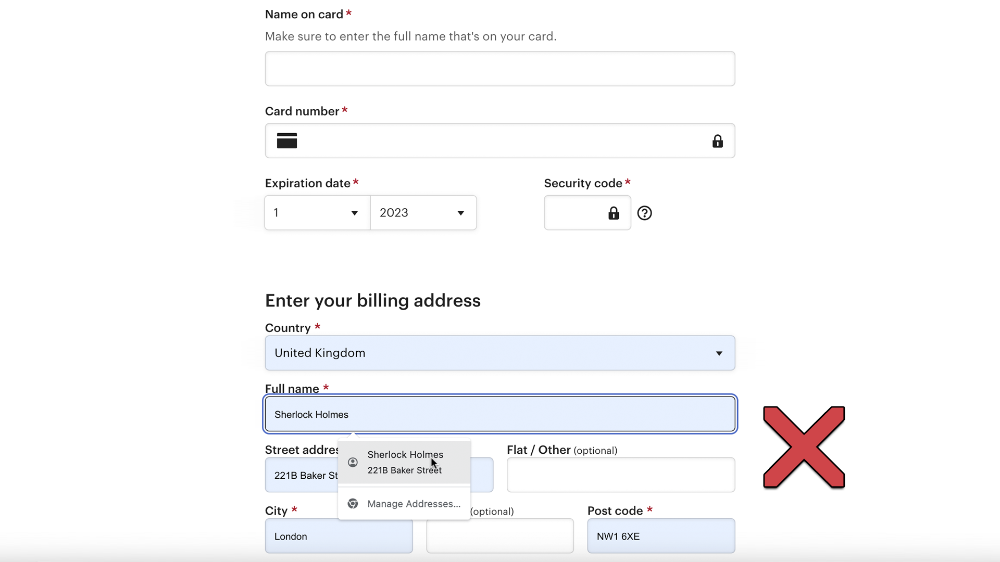 Name on card *
Make sure to enter the full name that's on your card.
Card number *
Expiration date *
Security code *
1
2023
Enter your billing address
Country *
United Kingdom
Full name *
Sherlock Holmes
Street addres
Flat / Other (optional)
221B Baker St
Sherlock Holmes
221B Baker Street
Manage Addresses...
City *
(optional)
Post code *
London
NW1 6XE